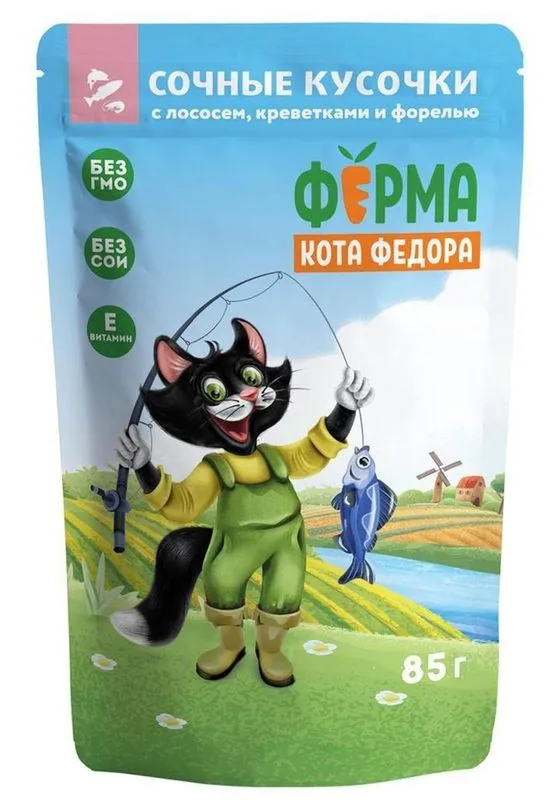 СОЧНЫЕ КУСОЧКИ
с лососем, креветками и форелью
БЕЗ
ГМО
ФЕРМА
КОТА ФЕДОРА
БЕЗ
СОИ
Е
ВИТАМИН
85 г